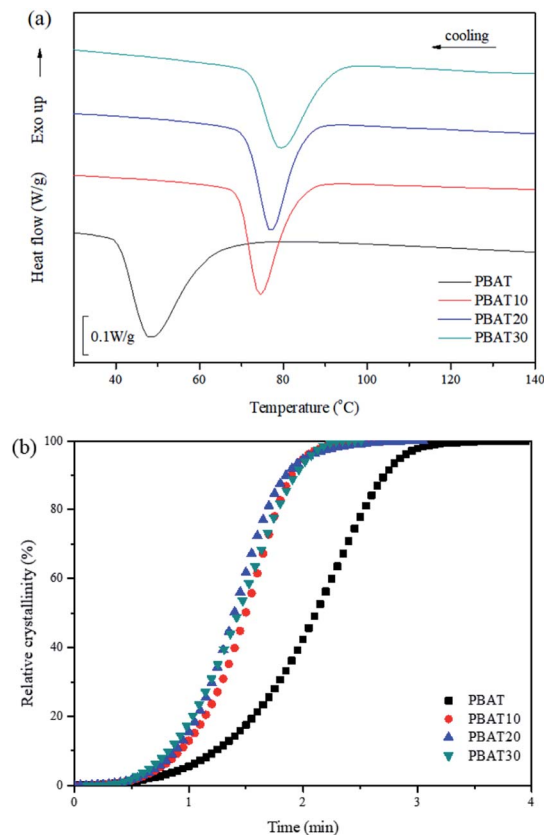 (a)
cooling
Exo up
Heat flow (W/g)
0.1W/g
PBAT
PBAT10
PBAT20
PBAT30
40 60 80 100 120 140
Temperature (°C)
(b)
100
80
60
40
20
0
Relative crystallinity (%)
PBAT
PBAT10
PBAT20
PBAT30
0 1 2 3 4
Time (min)